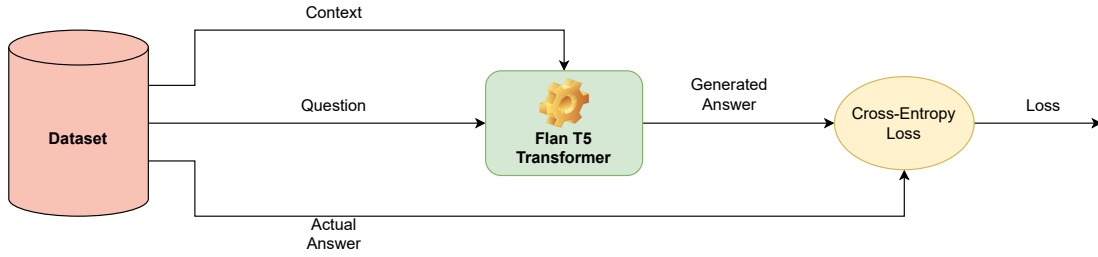 Context
Dataset
Question
Flan T5
Transformer
Generated
Answer
Cross-Entropy
Loss
Loss
Actual
Answer